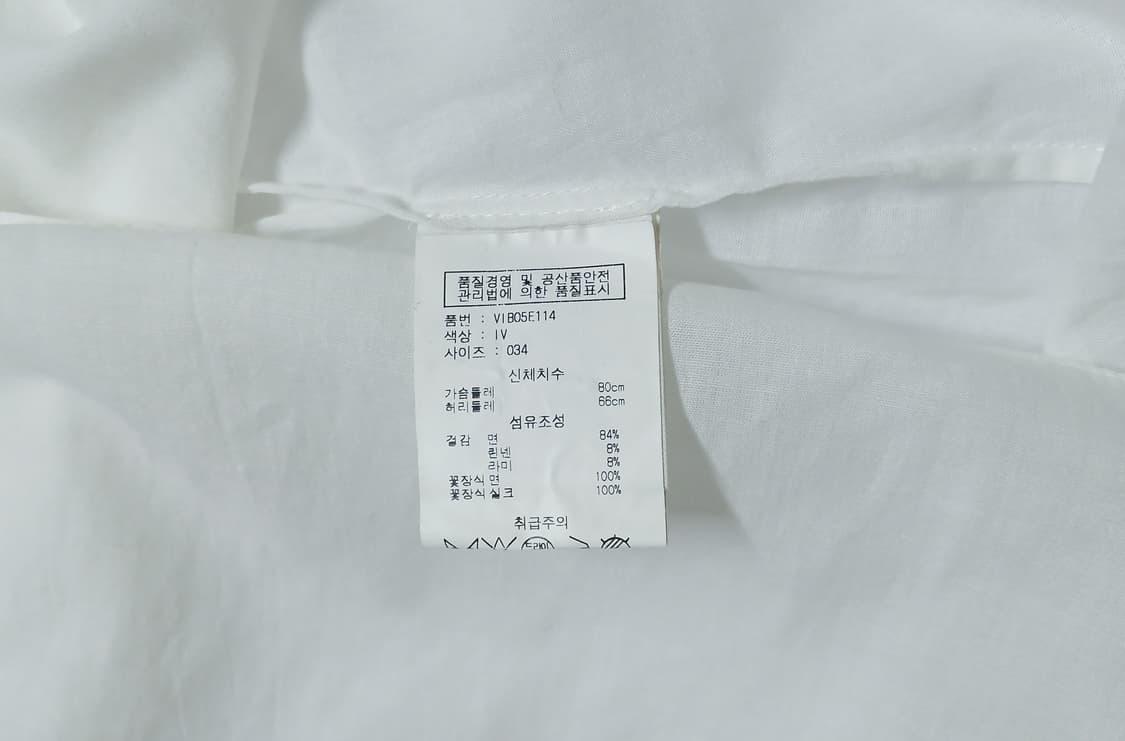 품질경영 및 공산품안전
관리법에 의한 품질표시
품번 : VIB05E114
색상 : IV
사이즈 : 034
신체치수
가슴둘레 80cm
허리둘레 66cm
섬유조성
겉감 면 84%
린넨 8%
라미 8%
꽃장식 면 100%
꽃장식 실크 100%
취급주의
드라이